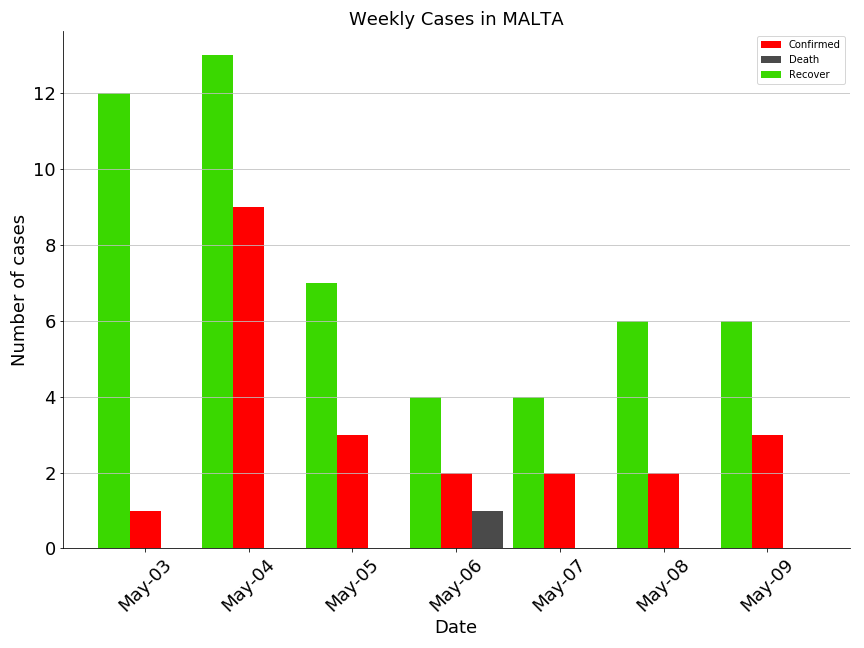 Weekly Cases in MALTA
Confirmed
Death
Recover
Number of cases
12
10
8
6
4
2
0
May-03
May-04
May-05
May-06
May-07
May-08
May-09
Date